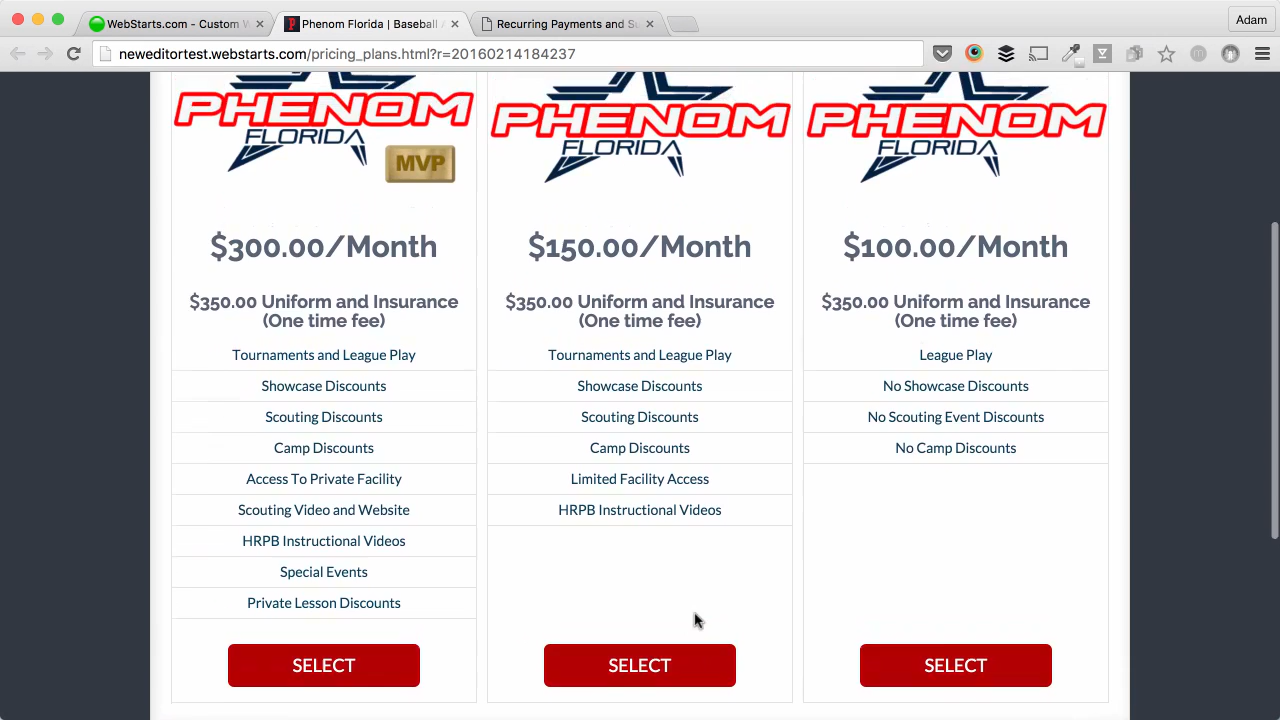 WebStarts.com - Custom W
Phenom Florida | Baseball
Recurring Payments and Su
Adam
neweditortest.webstarts.com/pricing_plans.html?r=20160214184237
PHENOM
FLORIDA
MVP
$300.00/Month
$350.00 Uniform and Insurance
(One time fee)
Tournaments and League Play
Showcase Discounts
Scouting Discounts
Camp Discounts
Access To Private Facility
Scouting Video and Website
HRPB Instructional Videos
Special Events
Private Lesson Discounts
SELECT
PHENOM
FLORIDA
$150.00/Month
$350.00 Uniform and Insurance
(One time fee)
Tournaments and League Play
Showcase Discounts
Scouting Discounts
Camp Discounts
Limited Facility Access
HRPB Instructional Videos
SELECT
PHENOM
FLORIDA
$100.00/Month
$350.00 Uniform and Insurance
(One time fee)
League Play
No Showcase Discounts
No Scouting Event Discounts
No Camp Discounts
SELECT